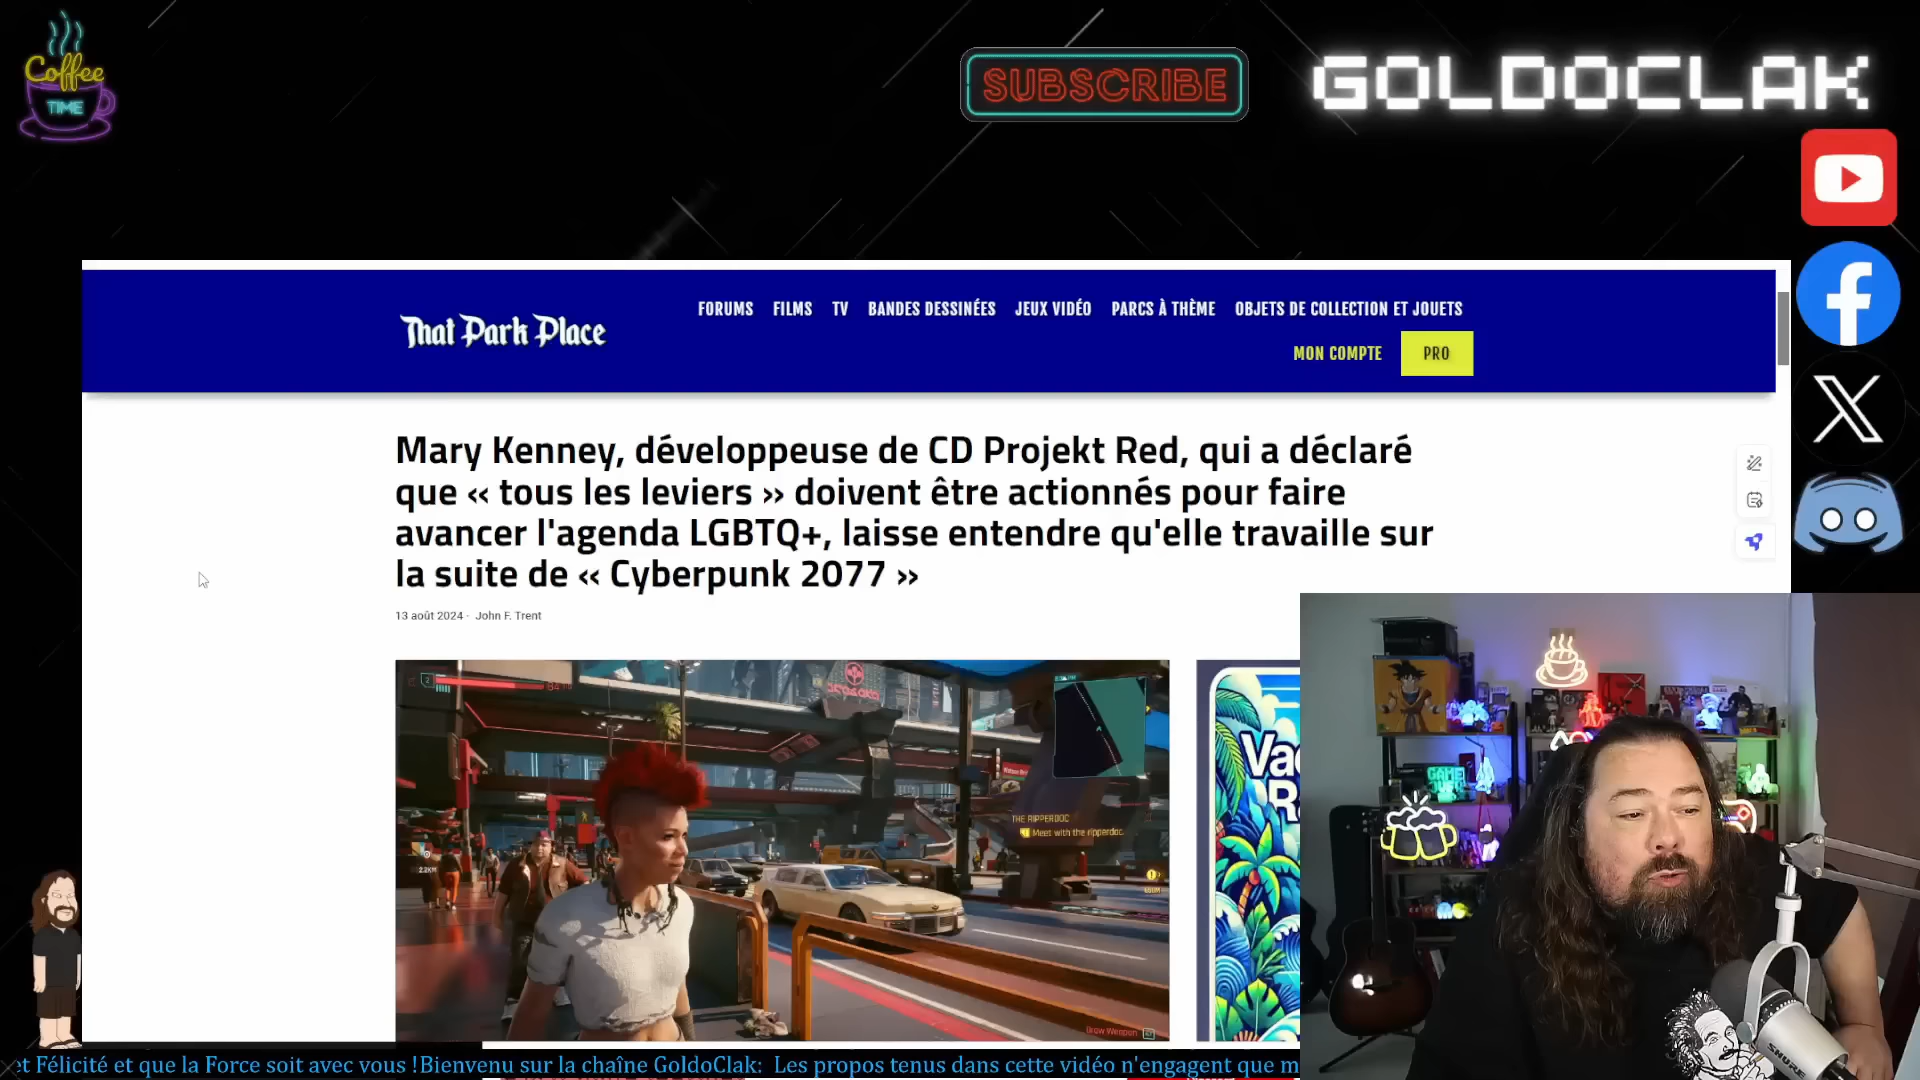 Coffee
TIME
SUBSCRIBE
GOLDOCLAK
That Park Place
FORUMS FILMS TV BANDES DESSINÉES JEUX VIDÉO PARCS À THÈME OBJETS DE COLLECTION ET JOUETS
MON COMPTE PRO
Mary Kenney, développeuse de CD Projekt Red, qui a déclaré
que « tous les leviers » doivent être actionnés pour faire
avancer l'agenda LGBTQ+, laisse entendre qu'elle travaille sur
la suite de « Cyberpunk 2077 »
13 août 2024 - John F. Trent
THE RIPPERDOC
Meet with the ripperdoc.
Draw Weapon
SHURE
et Félicité et que la Force soit avec vous !Bienvenu sur la chaîne GoldoClak: Les propos tenus dans cette vidéo n'engagent que m